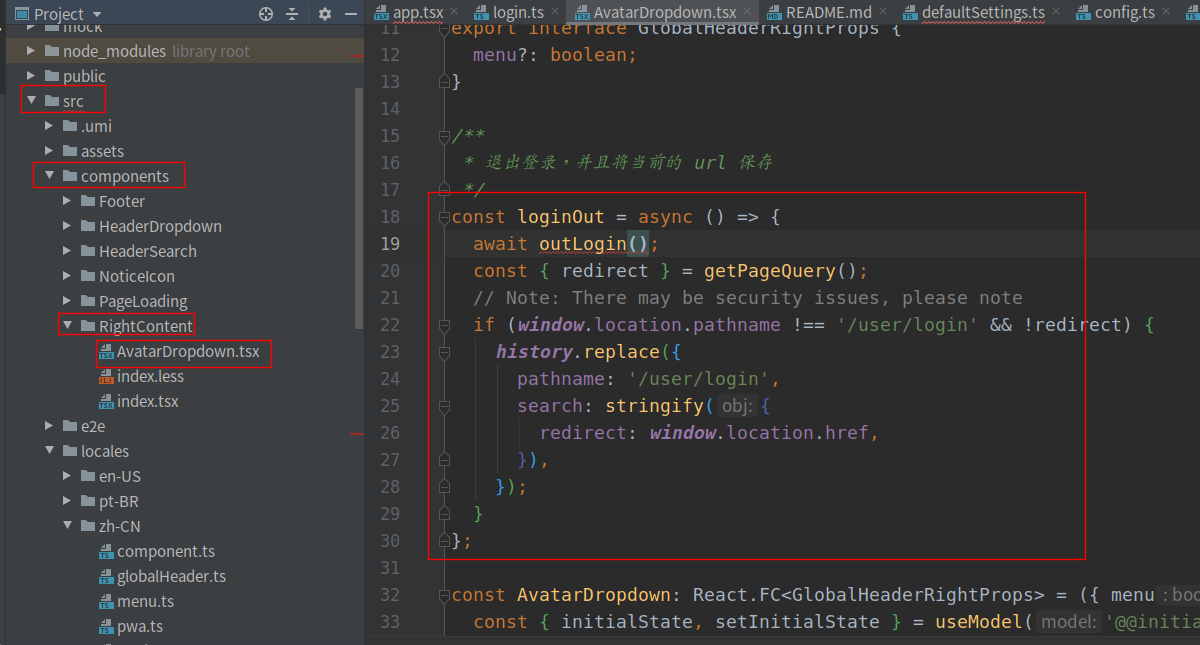 Project
app.tsx
login.ts
AvatarDropdown.tsx
README.md
defaultSettings.ts
config.ts
mock
node_modules library root
public
src
.umi
assets
components
Footer
HeaderDropdown
HeaderSearch
NoticeIcon
PageLoading
RightContent
AvatarDropdown.tsx
index.less
index.tsx
e2e
locales
en-US
pt-BR
zh-CN
component.ts
globalHeader.ts
menu.ts
pwa.ts
11 export interface GlobalHeaderRightProps {
12 menu?: boolean;
13 }
14
15 /**
16 * 退出登录，并且将当前的 url 保存
17 */
18 const loginOut = async () => {
19 await outLogin();
20 const { redirect } = getPageQuery();
21 // Note: There may be security issues, please note
22 if (window.location.pathname !== '/user/login' && !redirect) {
23 history.replace({
24 pathname: '/user/login',
25 search: stringify( obj: {
26 redirect: window.location.href,
27 }),
28 });
29 }
30 };
31
32 const AvatarDropdown: React.FC<GlobalHeaderRightProps> = ({ menu : boo
33 const { initialState, setInitialState } = useModel( model: '@@initia